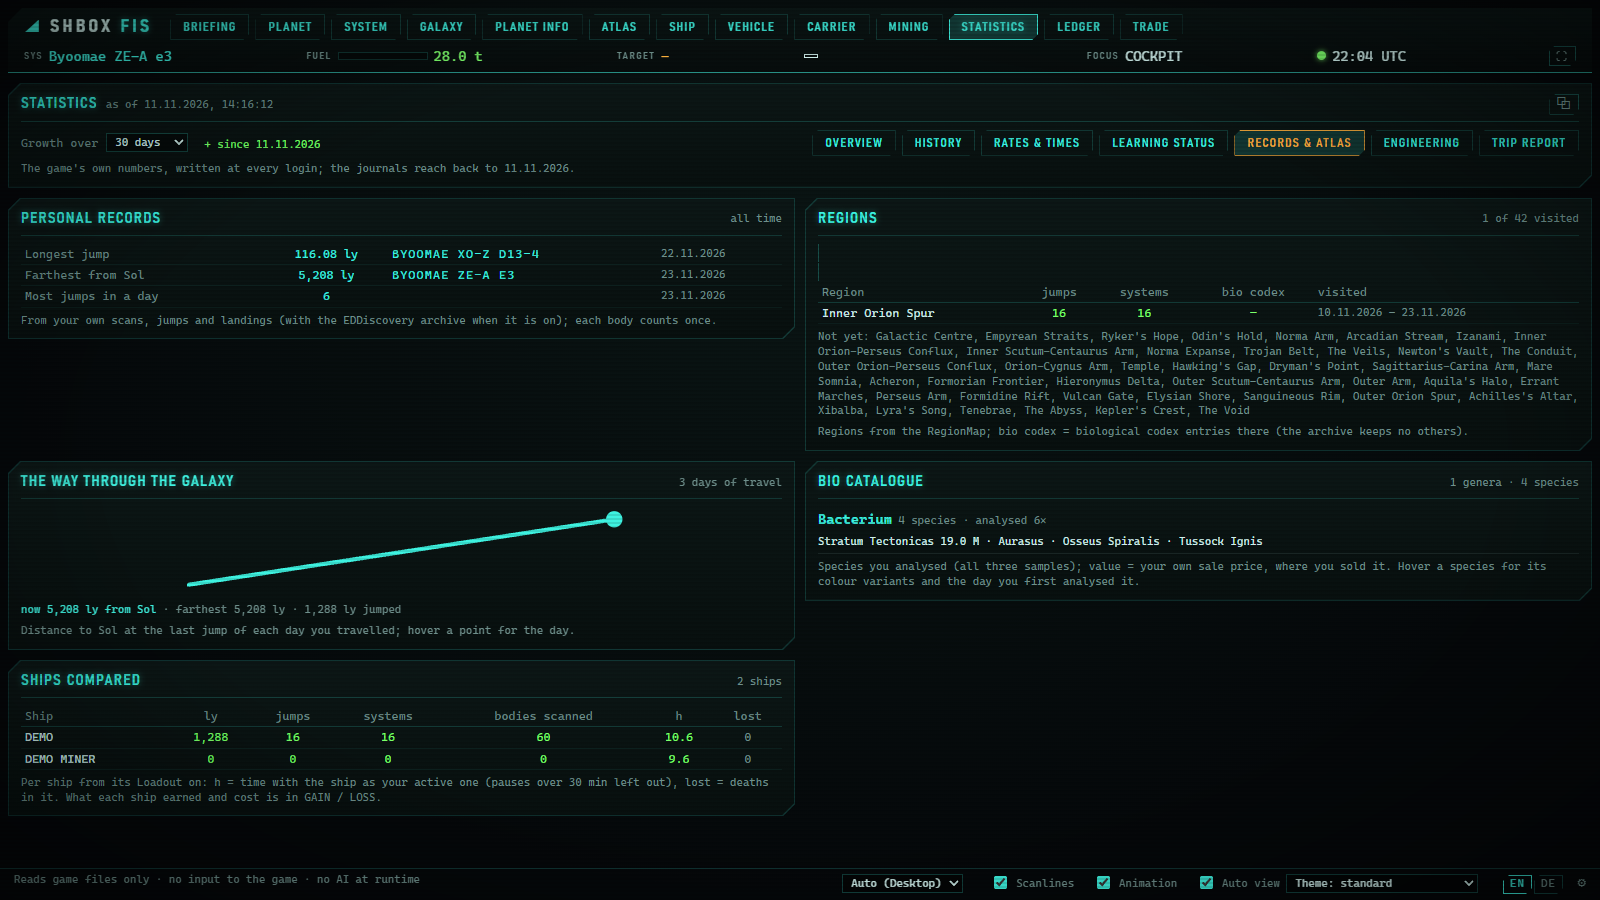 SHBOX FIS
BRIEFING PLANET SYSTEM GALAXY PLANET INFO ATLAS SHIP VEHICLE CARRIER MINING STATISTICS LEDGER TRADE
SYS Byoomae ZE-A e3 FUEL 28.0 t TARGET – FOCUS COCKPIT 22:04 UTC
STATISTICS as of 11.11.2026, 14:16:12
Growth over 30 days + since 11.11.2026
OVERVIEW HISTORY RATES & TIMES LEARNING STATUS RECORDS & ATLAS ENGINEERING TRIP REPORT
The game's own numbers, written at every login; the journals reach back to 11.11.2026.
PERSONAL RECORDS all time
Longest jump 116.08 ly BYOOMAE XO-Z D13-4 22.11.2026
Farthest from Sol 5,208 ly BYOOMAE ZE-A E3 23.11.2026
Most jumps in a day 6 23.11.2026
From your own scans, jumps and landings (with the EDDiscovery archive when it is on); each body counts once.
REGIONS 1 of 42 visited
Region jumps systems bio codex visited
Inner Orion Spur 16 16 – 10.11.2026 – 23.11.2026
Not yet: Galactic Centre, Empyrean Straits, Ryker's Hope, Odin's Hold, Norma Arm, Arcadian Stream, Izanami, Inner
Orion-Perseus Conflux, Inner Scutum-Centaurus Arm, Norma Expanse, Trojan Belt, The Veils, Newton's Vault, The Conduit,
Outer Orion-Perseus Conflux, Orion-Cygnus Arm, Temple, Hawking's Gap, Dryman's Point, Sagittarius-Carina Arm, Mare
Somnia, Acheron, Formorian Frontier, Hieronymus Delta, Outer Scutum-Centaurus Arm, Outer Arm, Aquila's Halo, Errant
Marches, Perseus Arm, Formidine Rift, Vulcan Gate, Elysian Shore, Sanguineous Rim, Outer Orion Spur, Achilles's Altar,
Xibalba, Lyra's Song, Tenebrae, The Abyss, Kepler's Crest, The Void
Regions from the RegionMap; bio codex = biological codex entries there (the archive keeps no others).
THE WAY THROUGH THE GALAXY 3 days of travel
now 5,208 ly from Sol · farthest 5,208 ly · 1,288 ly jumped
Distance to Sol at the last jump of each day you travelled; hover a point for the day.
BIO CATALOGUE 1 genera · 4 species
Bacterium 4 species · analysed 6×
Stratum Tectonicas 19.0 M · Aurasus · Osseus Spiralis · Tussock Ignis
Species you analysed (all three samples); value = your own sale price, where you sold it. Hover a species for its
colour variants and the day you first analysed it.
SHIPS COMPARED 2 ships
Ship ly jumps systems bodies scanned h lost
DEMO 1,288 16 16 60 10.6 0
DEMO MINER 0 0 0 0 9.6 0
Per ship from its Loadout on: h = time with the ship as your active one (pauses over 30 min left out), lost = deaths
in it. What each ship earned and cost is in GAIN / LOSS.
Reads game files only · no input to the game · no AI at runtime
Auto (Desktop) Scanlines Animation Auto view Theme: standard EN DE